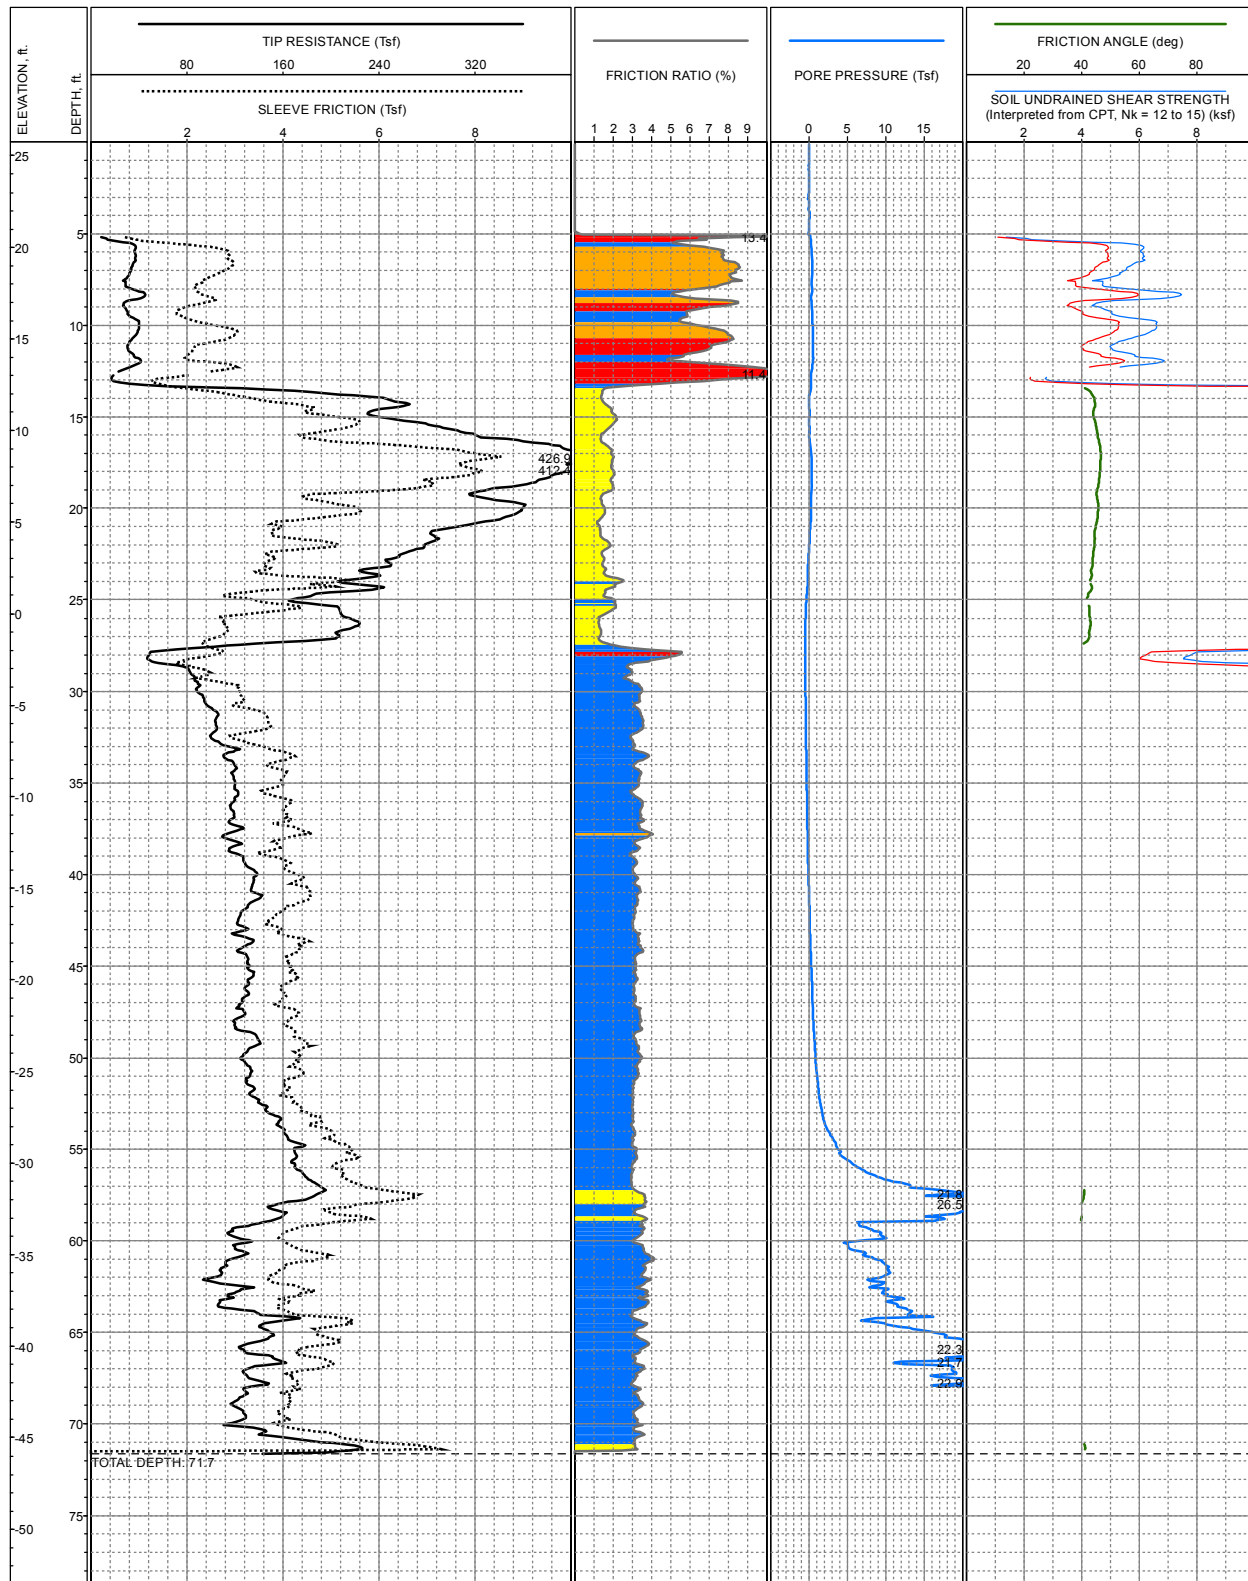 ELEVATION, ft.
DEPTH, ft.
TIP RESISTANCE (Tsf)
80 160 240 320
SLEEVE FRICTION (Tsf)
2 4 6 8
FRICTION RATIO (%)
1 2 3 4 5 6 7 8 9
PORE PRESSURE (Tsf)
0 5 10 15
FRICTION ANGLE (deg)
20 40 60 80
SOIL UNDRAINED SHEAR STRENGTH
(Interpreted from CPT, Nk = 12 to 15) (ksf)
20 40 60 80
25
5
13.4
20
10
15
11.4
15
10
426.9
412.4
20
5
25
0
30
-5
35
-10
40
-15
45
-20
50
-25
55
-30
21.8
26.5
60
-35
65
-40
22.3
21.7
22.9
70
-45
TOTAL DEPTH: 71.7
75
-50